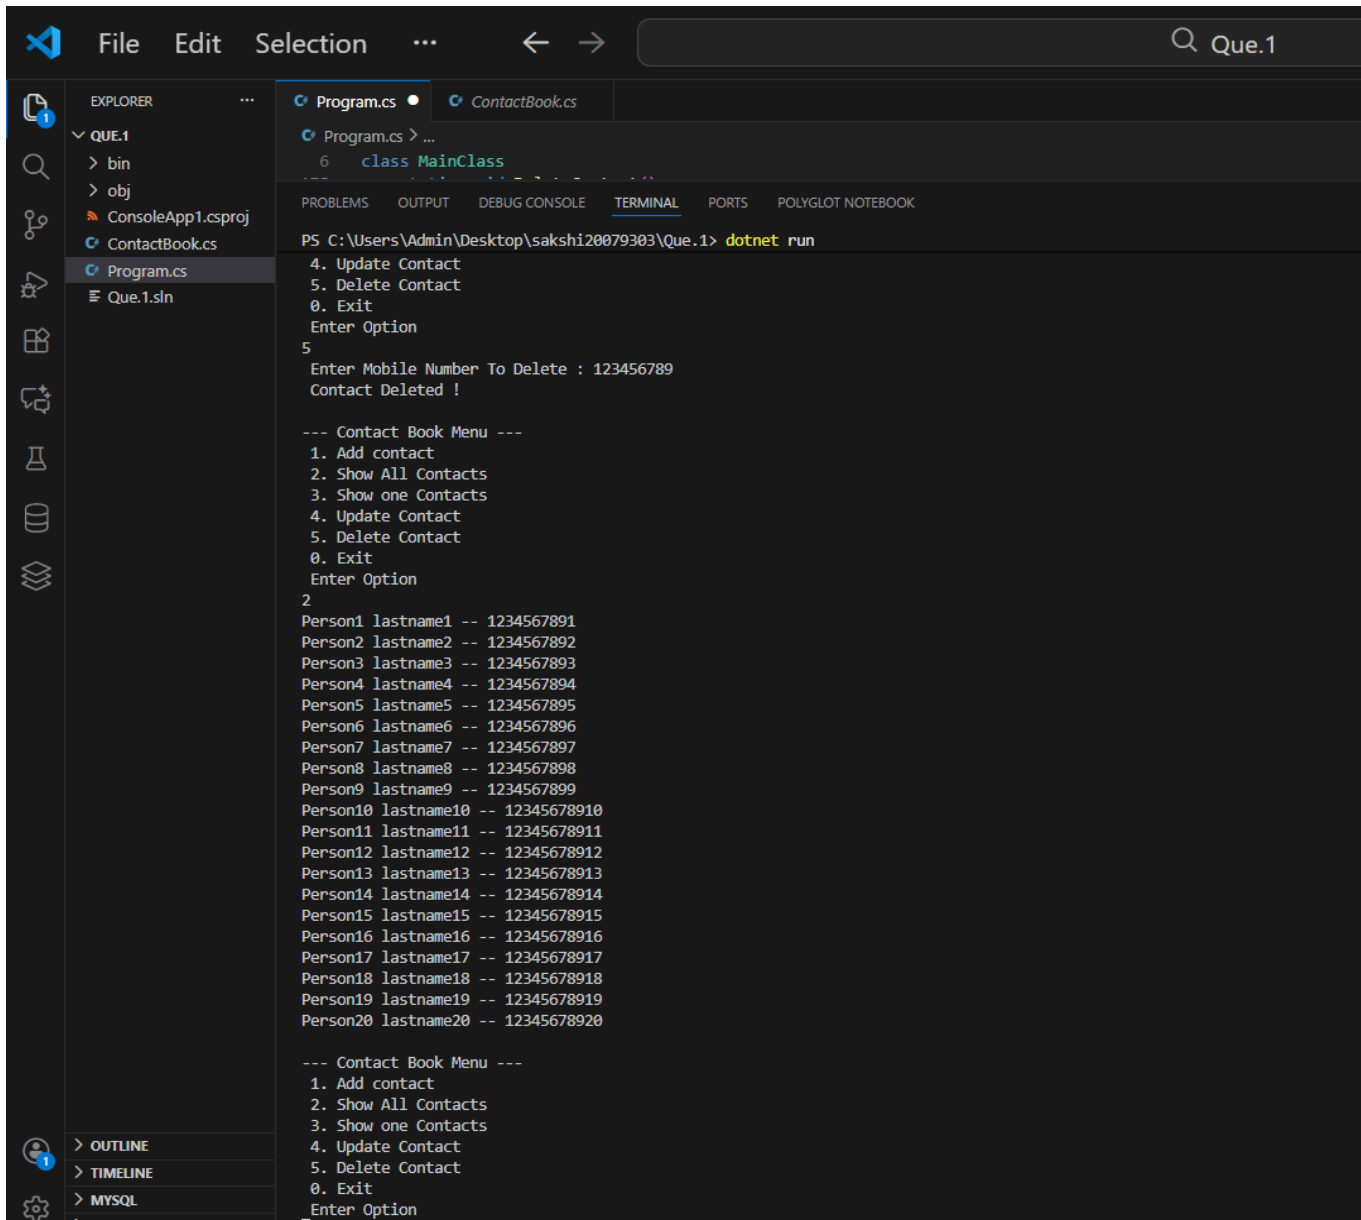 File Edit Selection ··· Que.1
EXPLORER ···
QUE.1
bin
obj
ConsoleApp1.csproj
ContactBook.cs
Program.cs
Que.1.sln
OUTLINE
TIMELINE
MYSQL
1
1
Program.cs ContactBook.cs
Program.cs > ...
6 class MainClass
PROBLEMS OUTPUT DEBUG CONSOLE TERMINAL PORTS POLYGLOT NOTEBOOK
PS C:\Users\Admin\Desktop\sakshi20079303\Que.1> dotnet run
4. Update Contact
5. Delete Contact
0. Exit
Enter Option
5
Enter Mobile Number To Delete : 123456789
Contact Deleted !
--- Contact Book Menu ---
1. Add contact
2. Show All Contacts
3. Show one Contacts
4. Update Contact
5. Delete Contact
0. Exit
Enter Option
2
Person1 lastname1 -- 1234567891
Person2 lastname2 -- 1234567892
Person3 lastname3 -- 1234567893
Person4 lastname4 -- 1234567894
Person5 lastname5 -- 1234567895
Person6 lastname6 -- 1234567896
Person7 lastname7 -- 1234567897
Person8 lastname8 -- 1234567898
Person9 lastname9 -- 1234567899
Person10 lastname10 -- 12345678910
Person11 lastname11 -- 12345678911
Person12 lastname12 -- 12345678912
Person13 lastname13 -- 12345678913
Person14 lastname14 -- 12345678914
Person15 lastname15 -- 12345678915
Person16 lastname16 -- 12345678916
Person17 lastname17 -- 12345678917
Person18 lastname18 -- 12345678918
Person19 lastname19 -- 12345678919
Person20 lastname20 -- 12345678920
--- Contact Book Menu ---
1. Add contact
2. Show All Contacts
3. Show one Contacts
4. Update Contact
5. Delete Contact
0. Exit
Enter Option